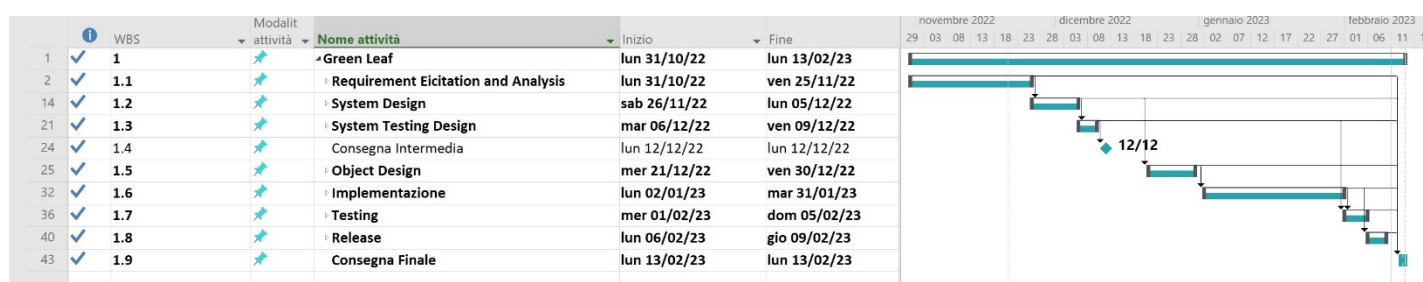 novembre 2022 dicembre 2022 gennaio 2023 febbraio 2023
Modalit
WBS attività Nome attività Inizio Fine 29 03 08 13 18 23 28 03 08 13 18 23 28 02 07 12 17 22 27 01 06 11
1 1 Green Leaf lun 31/10/22 lun 13/02/23
2 1.1 Requirement Eicitation and Analysis lun 31/10/22 ven 25/11/22
14 1.2 System Design sab 26/11/22 lun 05/12/22
21 1.3 System Testing Design mar 06/12/22 ven 09/12/22
24 1.4 Consegna Intermedia lun 12/12/22 lun 12/12/22 12/12
25 1.5 Object Design mer 21/12/22 ven 30/12/22
32 1.6 Implementazione lun 02/01/23 mar 31/01/23
36 1.7 Testing mer 01/02/23 dom 05/02/23
40 1.8 Release lun 06/02/23 gio 09/02/23
43 1.9 Consegna Finale lun 13/02/23 lun 13/02/23